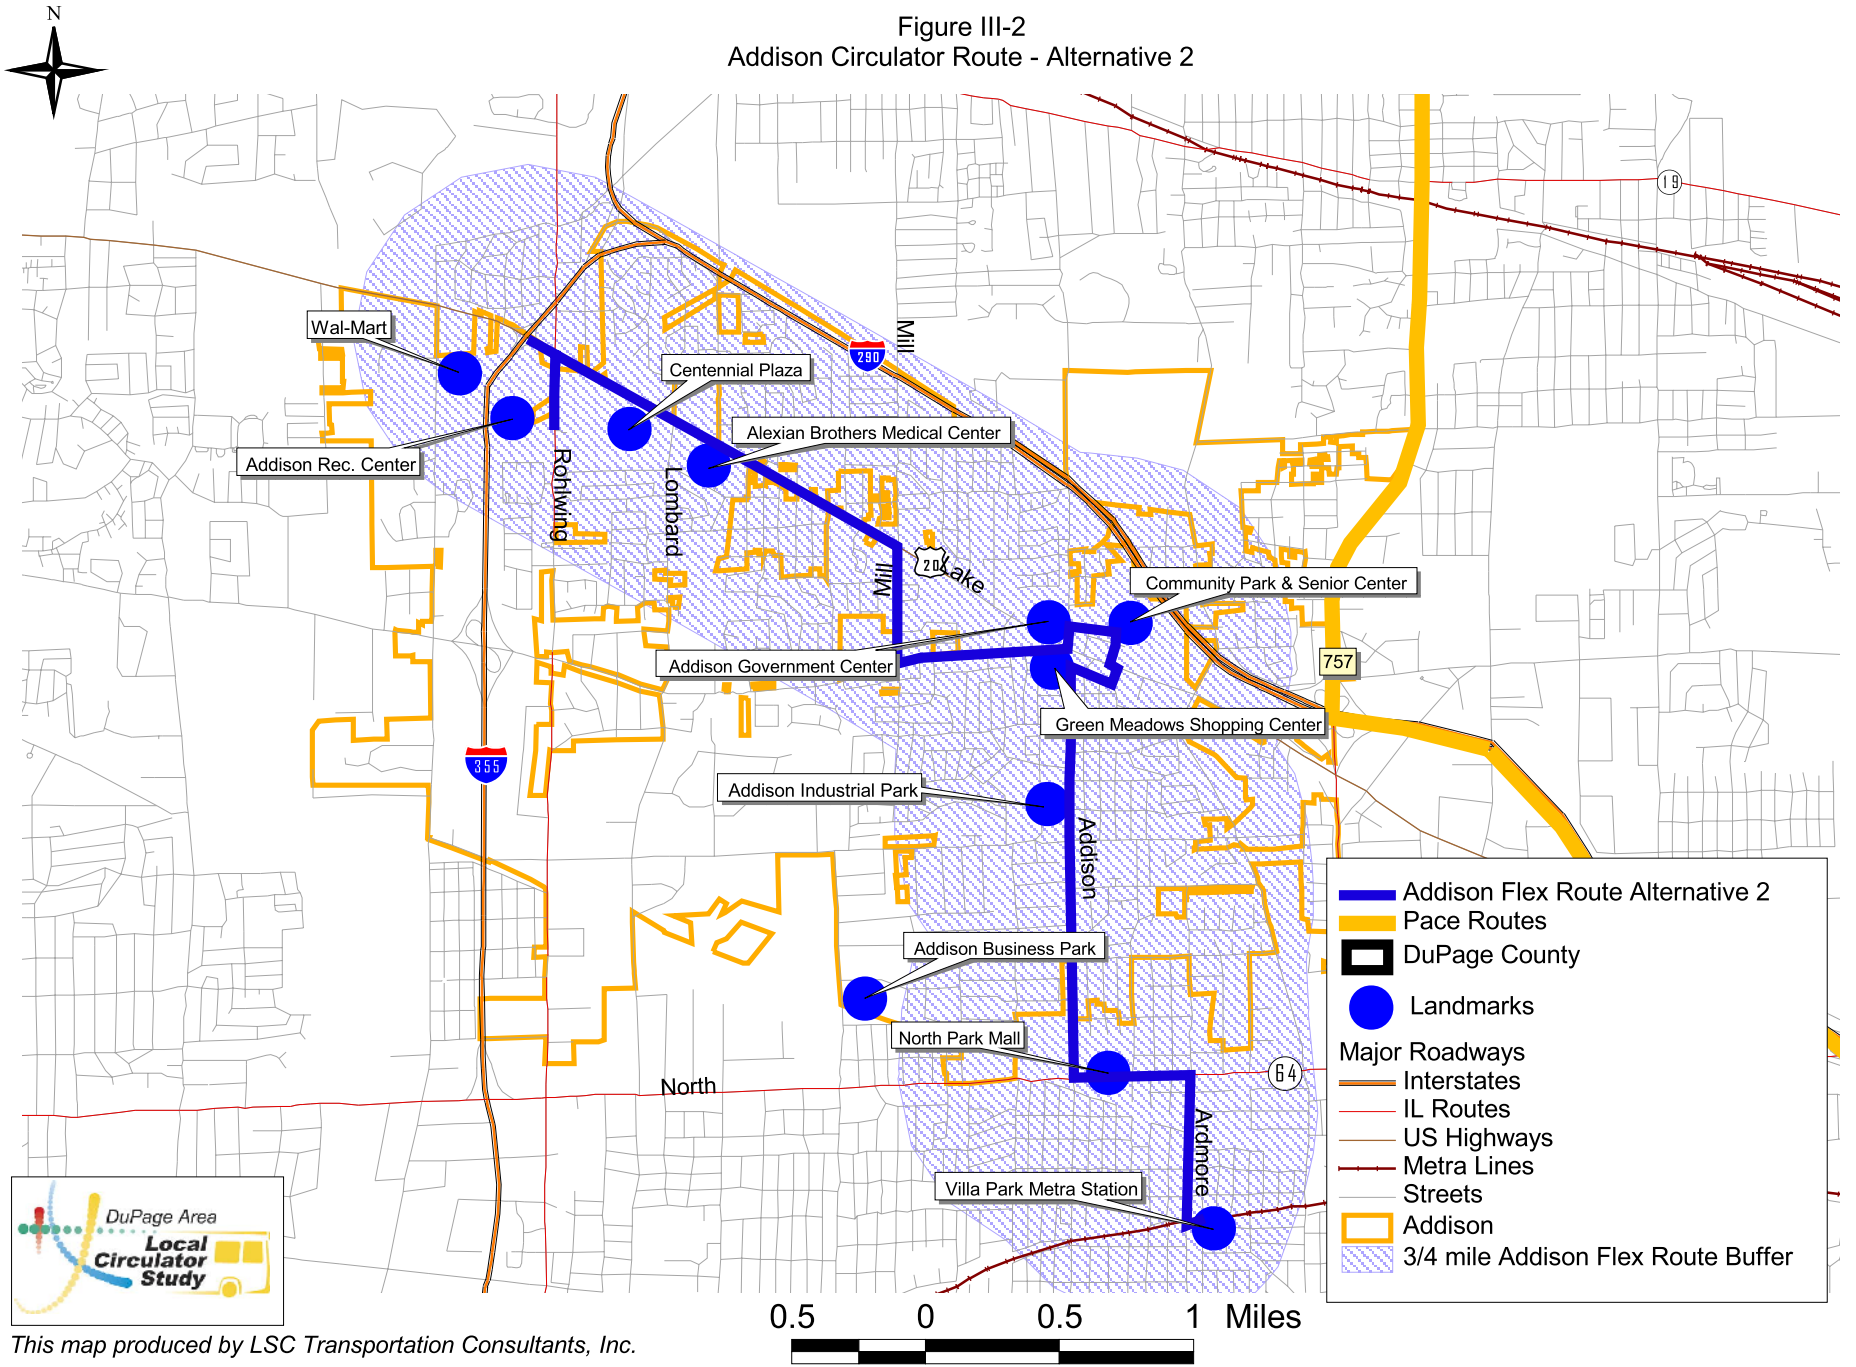 N
Figure III-2
Addison Circulator Route - Alternative 2
19
Mill
Wal-Mart
290
Centennial Plaza
Alexian Brothers Medical Center
Addison Rec. Center
Rohlwing
Lombard
Mill
20
Lake
Community Park & Senior Center
Addison Government Center
757
Green Meadows Shopping Center
355
Addison Industrial Park
Addison
Addison Business Park
North Park Mall
64
North
Ardmore
Villa Park Metra Station
Addison Flex Route Alternative 2
Pace Routes
DuPage County
Landmarks
Major Roadways
Interstates
IL Routes
US Highways
Metra Lines
Streets
Addison
3/4 mile Addison Flex Route Buffer
DuPage Area
Local
Circulator
Study
0.5 0 0.5 1 Miles
This map produced by LSC Transportation Consultants, Inc.